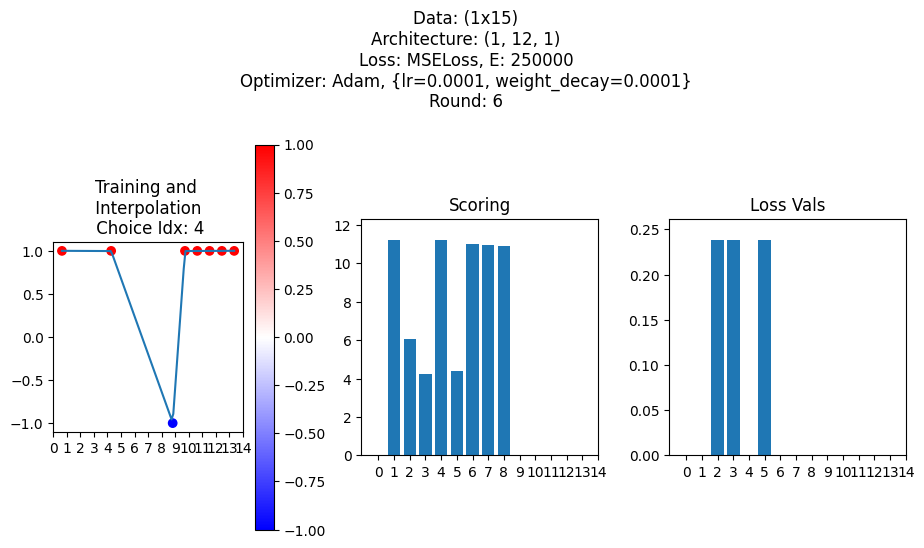 Data: (1x15)
Architecture: (1, 12, 1)
Loss: MSELoss, E: 250000
Optimizer: Adam, {lr=0.0001, weight_decay=0.0001}
Round: 6
Training and
Interpolation
Choice Idx: 4
1.0
0.5
0.0
−0.5
−1.0
0 1 2 3 4 5 6 7 8 9 10 11 12 13 14
1.00
0.75
0.50
0.25
0.00
−0.25
−0.50
−0.75
−1.00
Scoring
12
10
8
6
4
2
0
0 1 2 3 4 5 6 7 8 9 10 11 12 13 14
Loss Vals
0.25
0.20
0.15
0.10
0.05
0.00
0 1 2 3 4 5 6 7 8 9 10 11 12 13 14